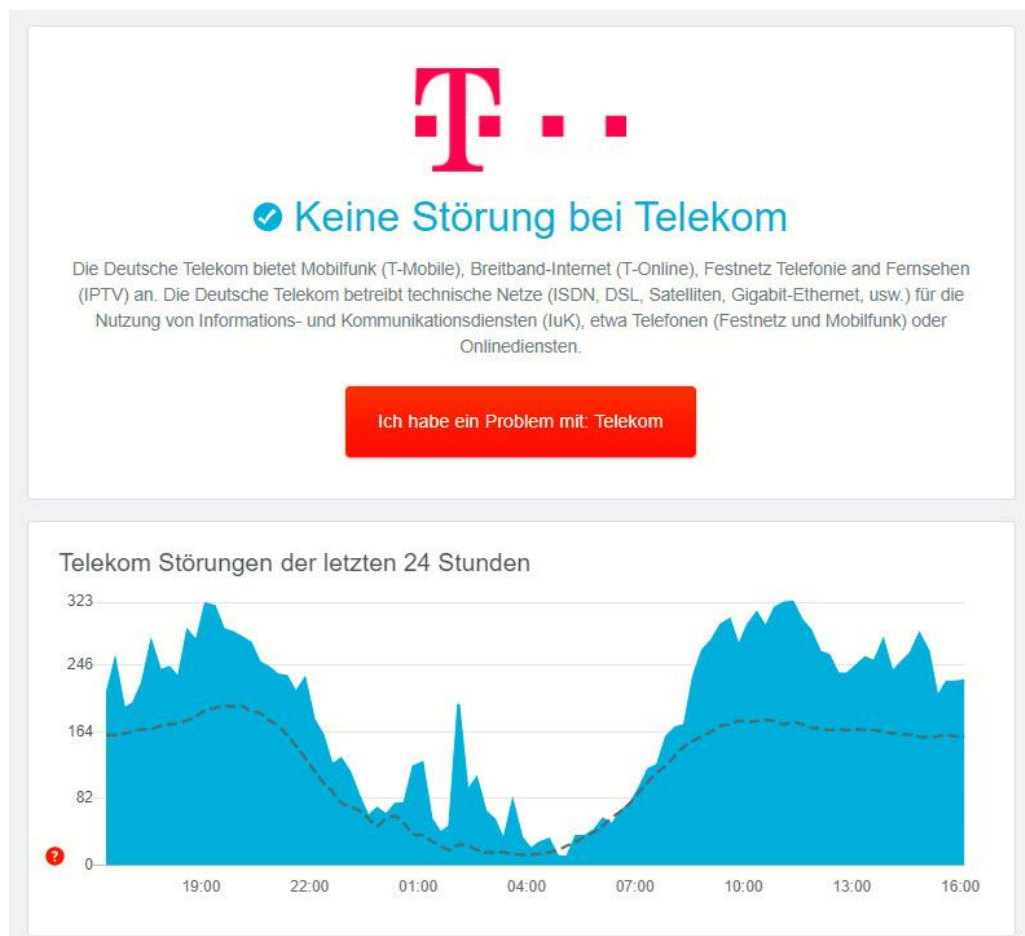 T
Keine Störung bei Telekom
Die Deutsche Telekom bietet Mobilfunk (T-Mobile), Breitband-Internet (T-Online), Festnetz Telefonie and Fernsehen
(IPTV) an. Die Deutsche Telekom betreibt technische Netze (ISDN, DSL, Satelliten, Gigabit-Ethernet, usw.) für die
Nutzung von Informations- und Kommunikationsdiensten (IuK), etwa Telefonen (Festnetz und Mobilfunk) oder
Onlinediensten.
Ich habe ein Problem mit: Telekom
Telekom Störungen der letzten 24 Stunden
323
246
164
82
?
0
19:00 22:00 01:00 04:00 07:00 10:00 13:00 16:00